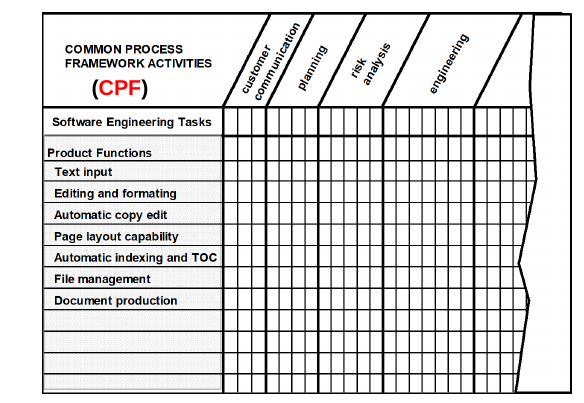 COMMON PROCESS
FRAMEWORK ACTIVITIES
(CPF)
customer
communication
planning
risk
analysis
engineering
Software Engineering Tasks
Product Functions
Text input
Editing and formating
Automatic copy edit
Page layout capability
Automatic indexing and TOC
File management
Document production